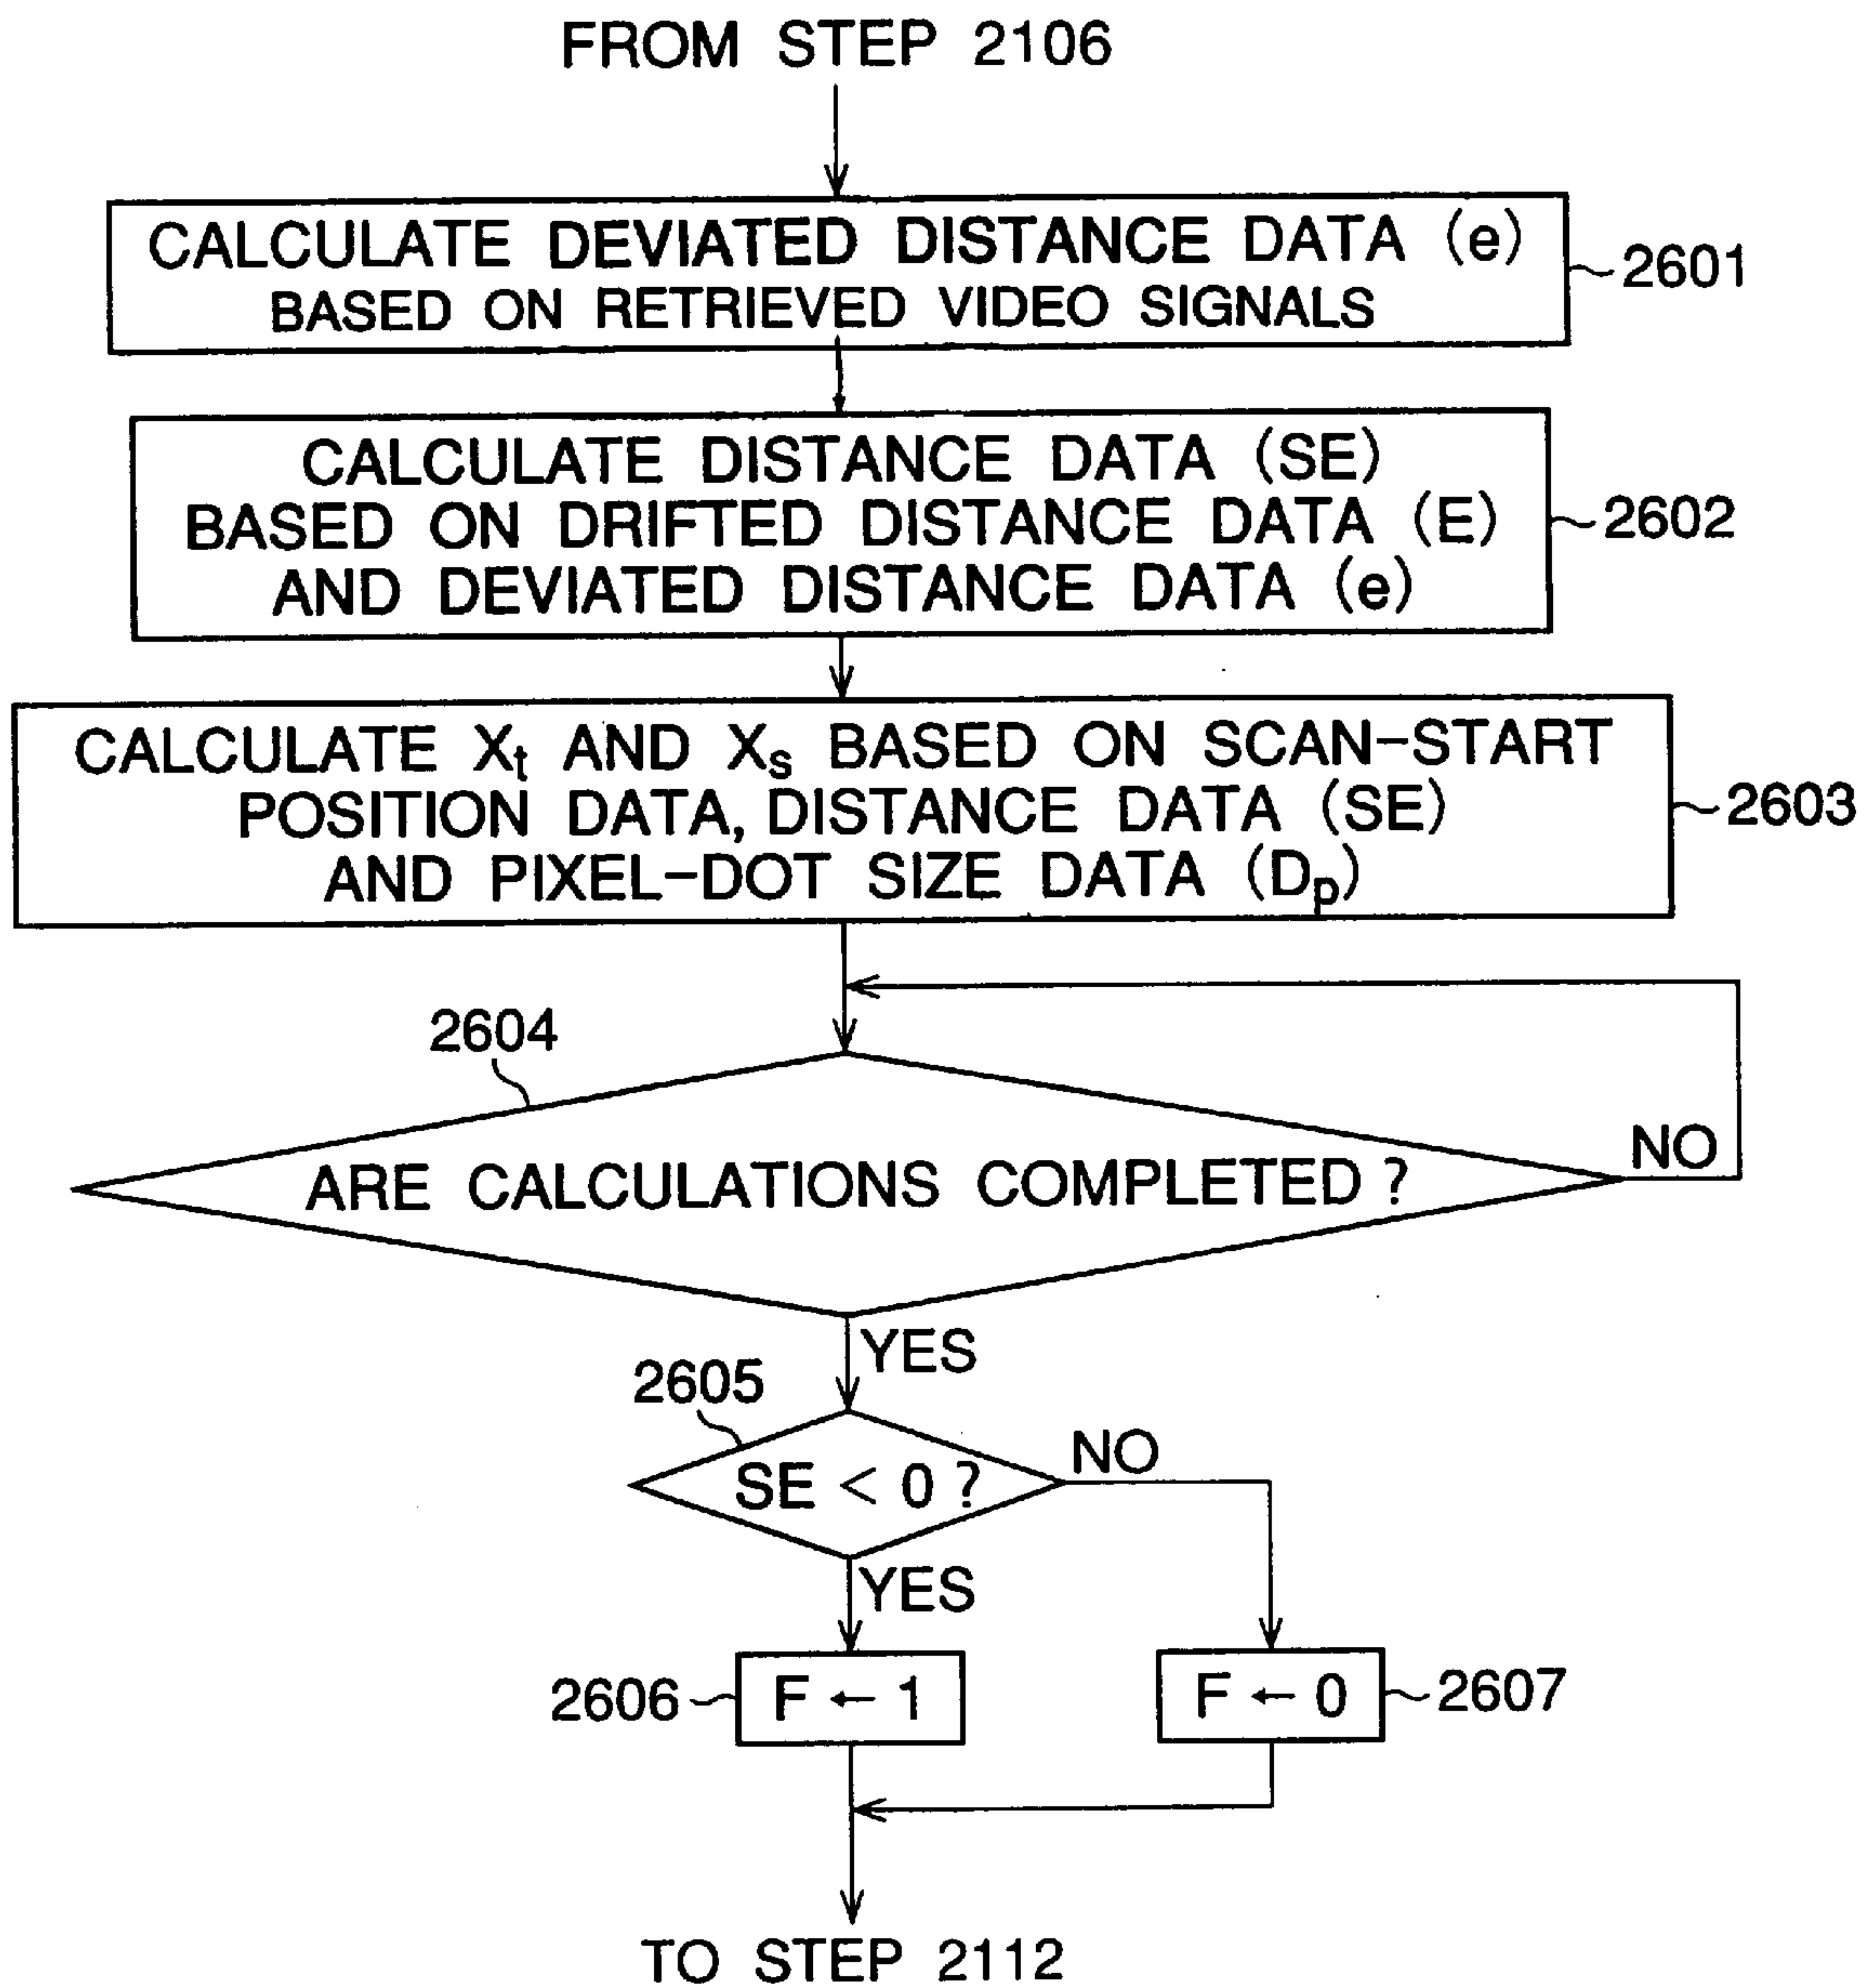 FROM STEP 2106
CALCULATE DEVIATED DISTANCE DATA (e)
BASED ON RETRIEVED VIDEO SIGNALS
2601
CALCULATE DISTANCE DATA (SE)
BASED ON DRIFTED DISTANCE DATA (E)
AND DEVIATED DISTANCE DATA (e)
2602
CALCULATE Xt AND Xs BASED ON SCAN-START
POSITION DATA, DISTANCE DATA (SE)
AND PIXEL-DOT SIZE DATA (Dp)
2603
2604
ARE CALCULATIONS COMPLETED ?
NO
YES
2605
SE < 0 ?
NO
YES
2606
F ← 1
F ← 0
2607
TO STEP 2112